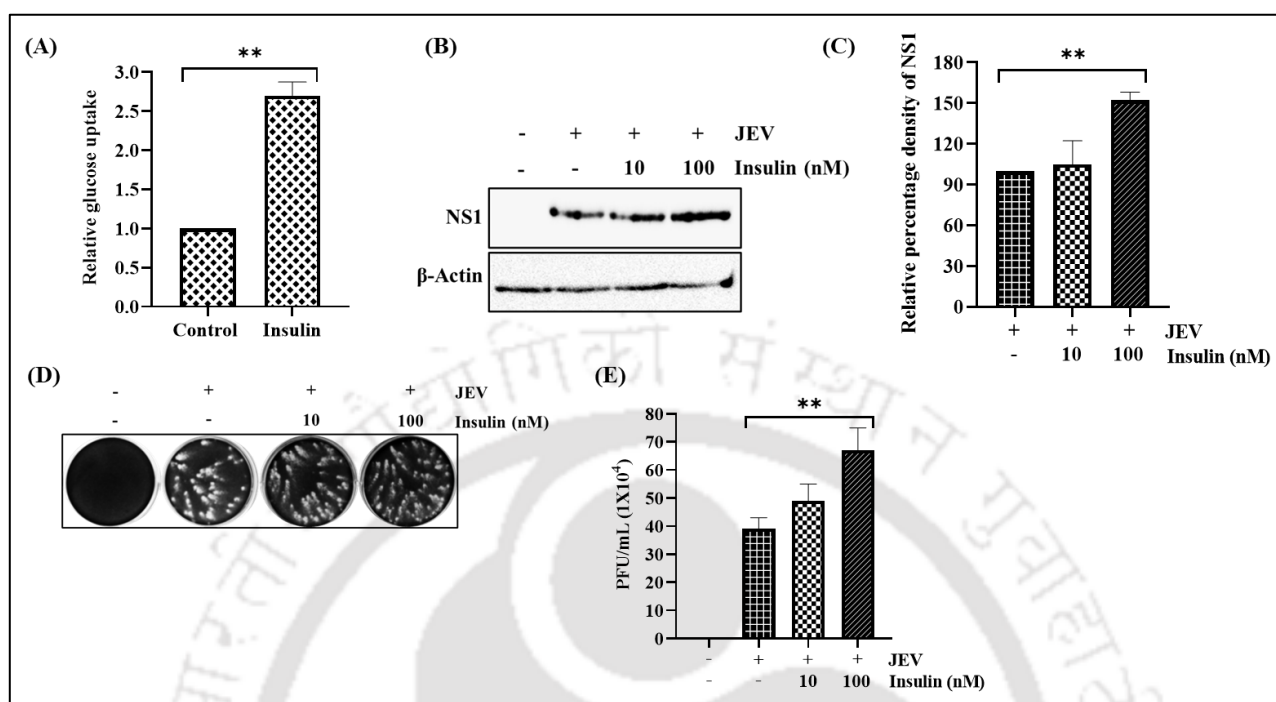 (A)
**
Relative glucose uptake
3.0
2.5
2.0
1.5
1.0
0.5
0.0
Control Insulin
(B)
- + + + JEV
- - 10 100 Insulin (nM)
NS1
β-Actin
(C)
**
Relative percentage density of NS1
180
150
120
90
60
30
0
+ + + JEV
- 10 100 Insulin (nM)
(D)
- + + + JEV
- - 10 100 Insulin (nM)
(E)
**
PFU/mL (1X10⁴)
80
70
60
50
40
30
20
10
0
- + + + JEV
- - 10 100 Insulin (nM)